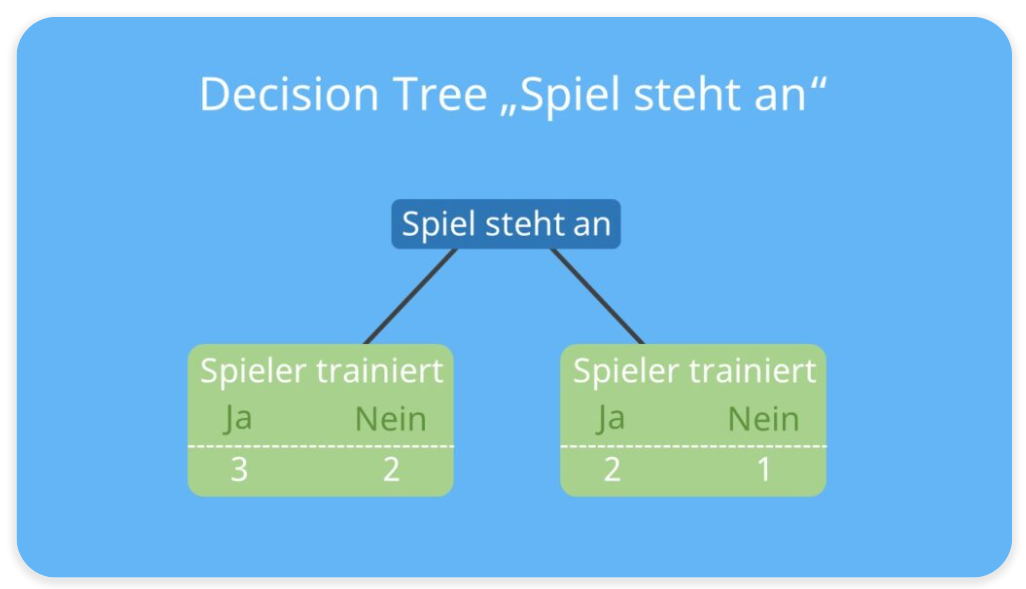 Decision Tree „Spiel steht an“
Spiel steht an
Spieler trainiert
Ja Nein
3 2
Spieler trainiert
Ja Nein
2 1